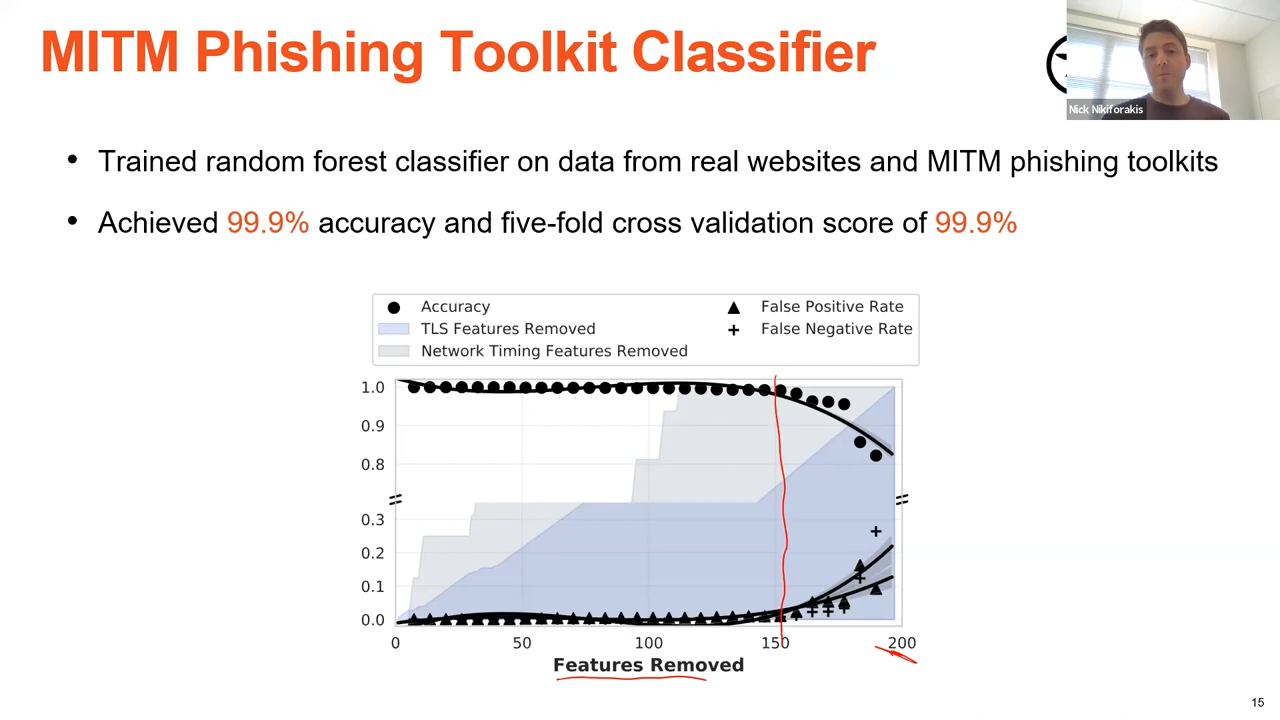 MITM Phishing Toolkit Classifier
Nick Nikiforakis
• Trained random forest classifier on data from real websites and MITM phishing toolkits
• Achieved 99.9% accuracy and five-fold cross validation score of 99.9%
Accuracy
False Positive Rate
TLS Features Removed
False Negative Rate
Network Timing Features Removed
1.0
0.9
0.8
0.3
0.2
0.1
0.0
0 50 100 150 200
Features Removed
15